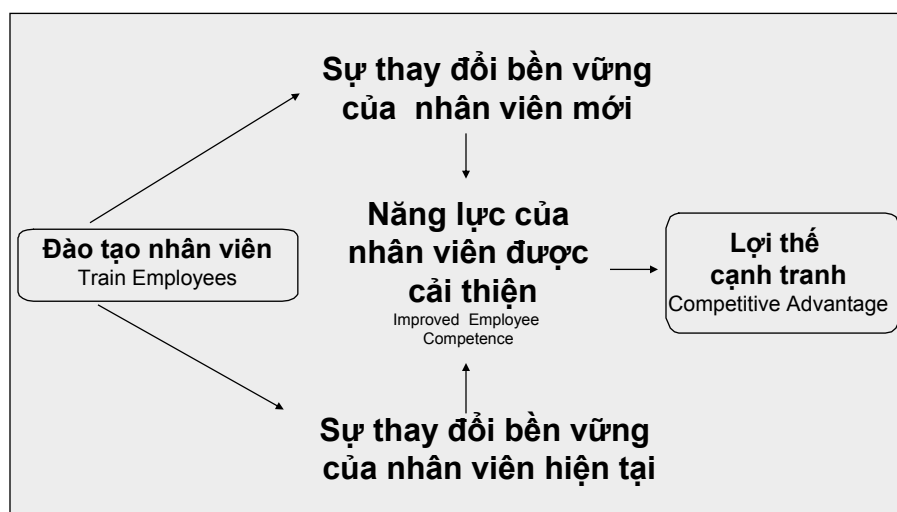 Sự thay đổi bền vững
của nhân viên mới
Đào tạo nhân viên
Train Employees
Năng lực của
nhân viên được
cải thiện
Improved Employee
Competence
Lợi thế
cạnh tranh
Competitive Advantage
Sự thay đổi bền vững
của nhân viên hiện tại